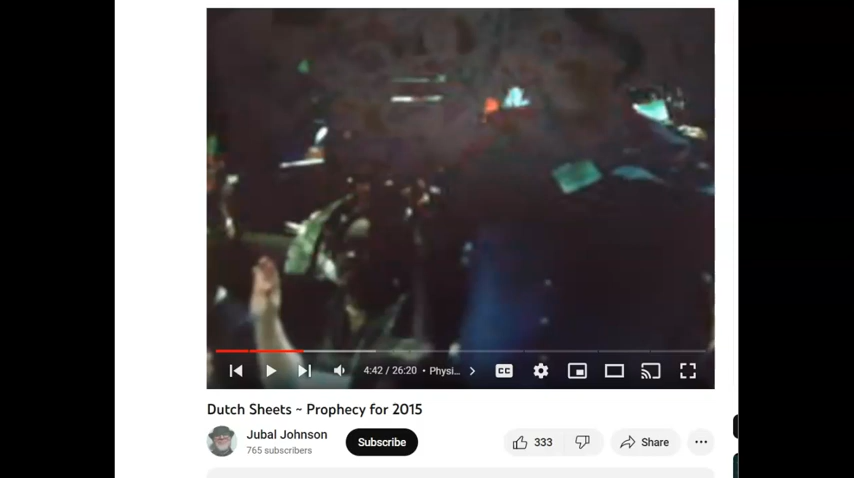 4:42 / 26:20 • Physi...
CC
Dutch Sheets ~ Prophecy for 2015
Jubal Johnson
765 subscribers
Subscribe
333
Share